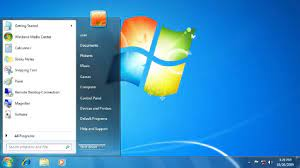 Getting Started
Windows Media Center
Calculator
Sticky Notes
Snipping Tool
Paint
Remote Desktop Connection
Magnifier
Solitaire
All Programs
user
Documents
Pictures
Music
Games
Computer
Control Panel
Devices and Printers
Default Programs
Help and Support
Shut down